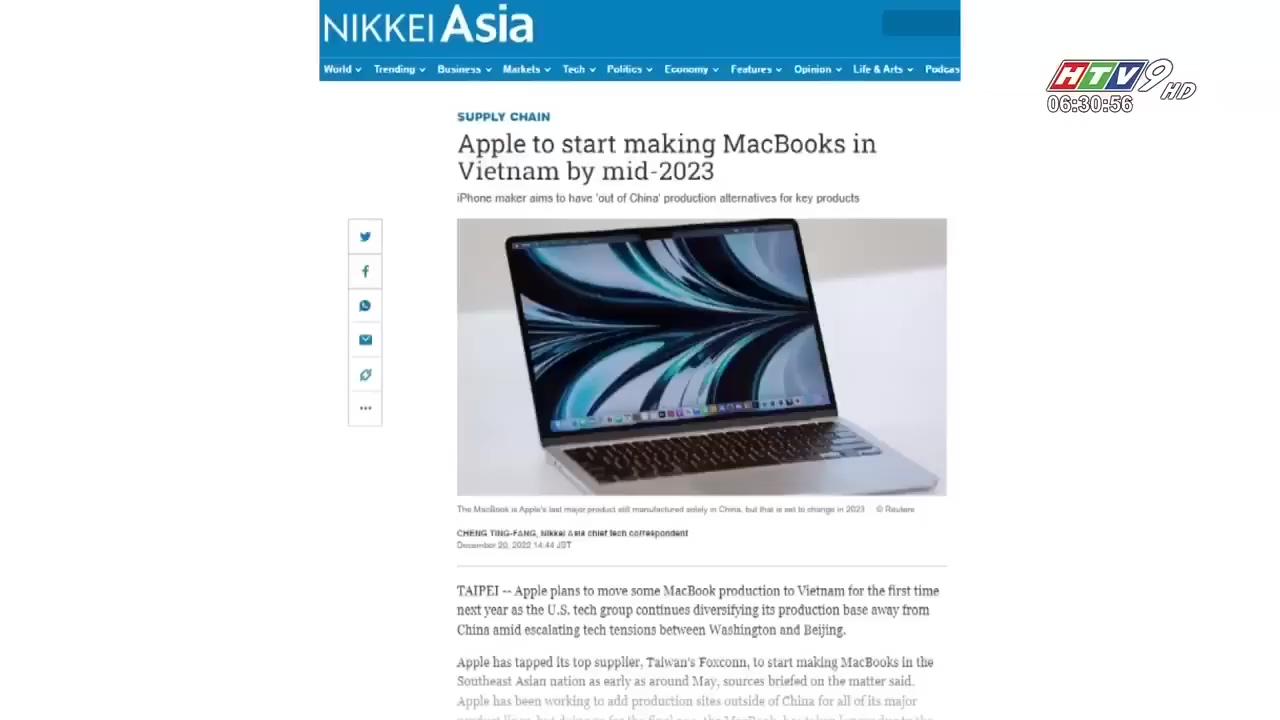 NIKKEI Asia
World Trending Business Markets Tech Politics Economy Features Opinion Life & Arts Podcas
HTV9 HD
06:30:56
SUPPLY CHAIN
Apple to start making MacBooks in
Vietnam by mid-2023
iPhone maker aims to have 'out of China' production alternatives for key products
The MacBook is Apple's last major product still manufactured solely in China, but that is set to change in 2023 © Reuters
CHENG TING-FANG, Nikkei Asia chief tech correspondent
December 20, 2022 14:44 JST
TAIPEI -- Apple plans to move some MacBook production to Vietnam for the first time
next year as the U.S. tech group continues diversifying its production base away from
China amid escalating tech tensions between Washington and Beijing.
Apple has tapped its top supplier, Taiwan's Foxconn, to start making MacBooks in the
Southeast Asian nation as early as around May, sources briefed on the matter said.
Apple has been working to add production sites outside of China for all of its major